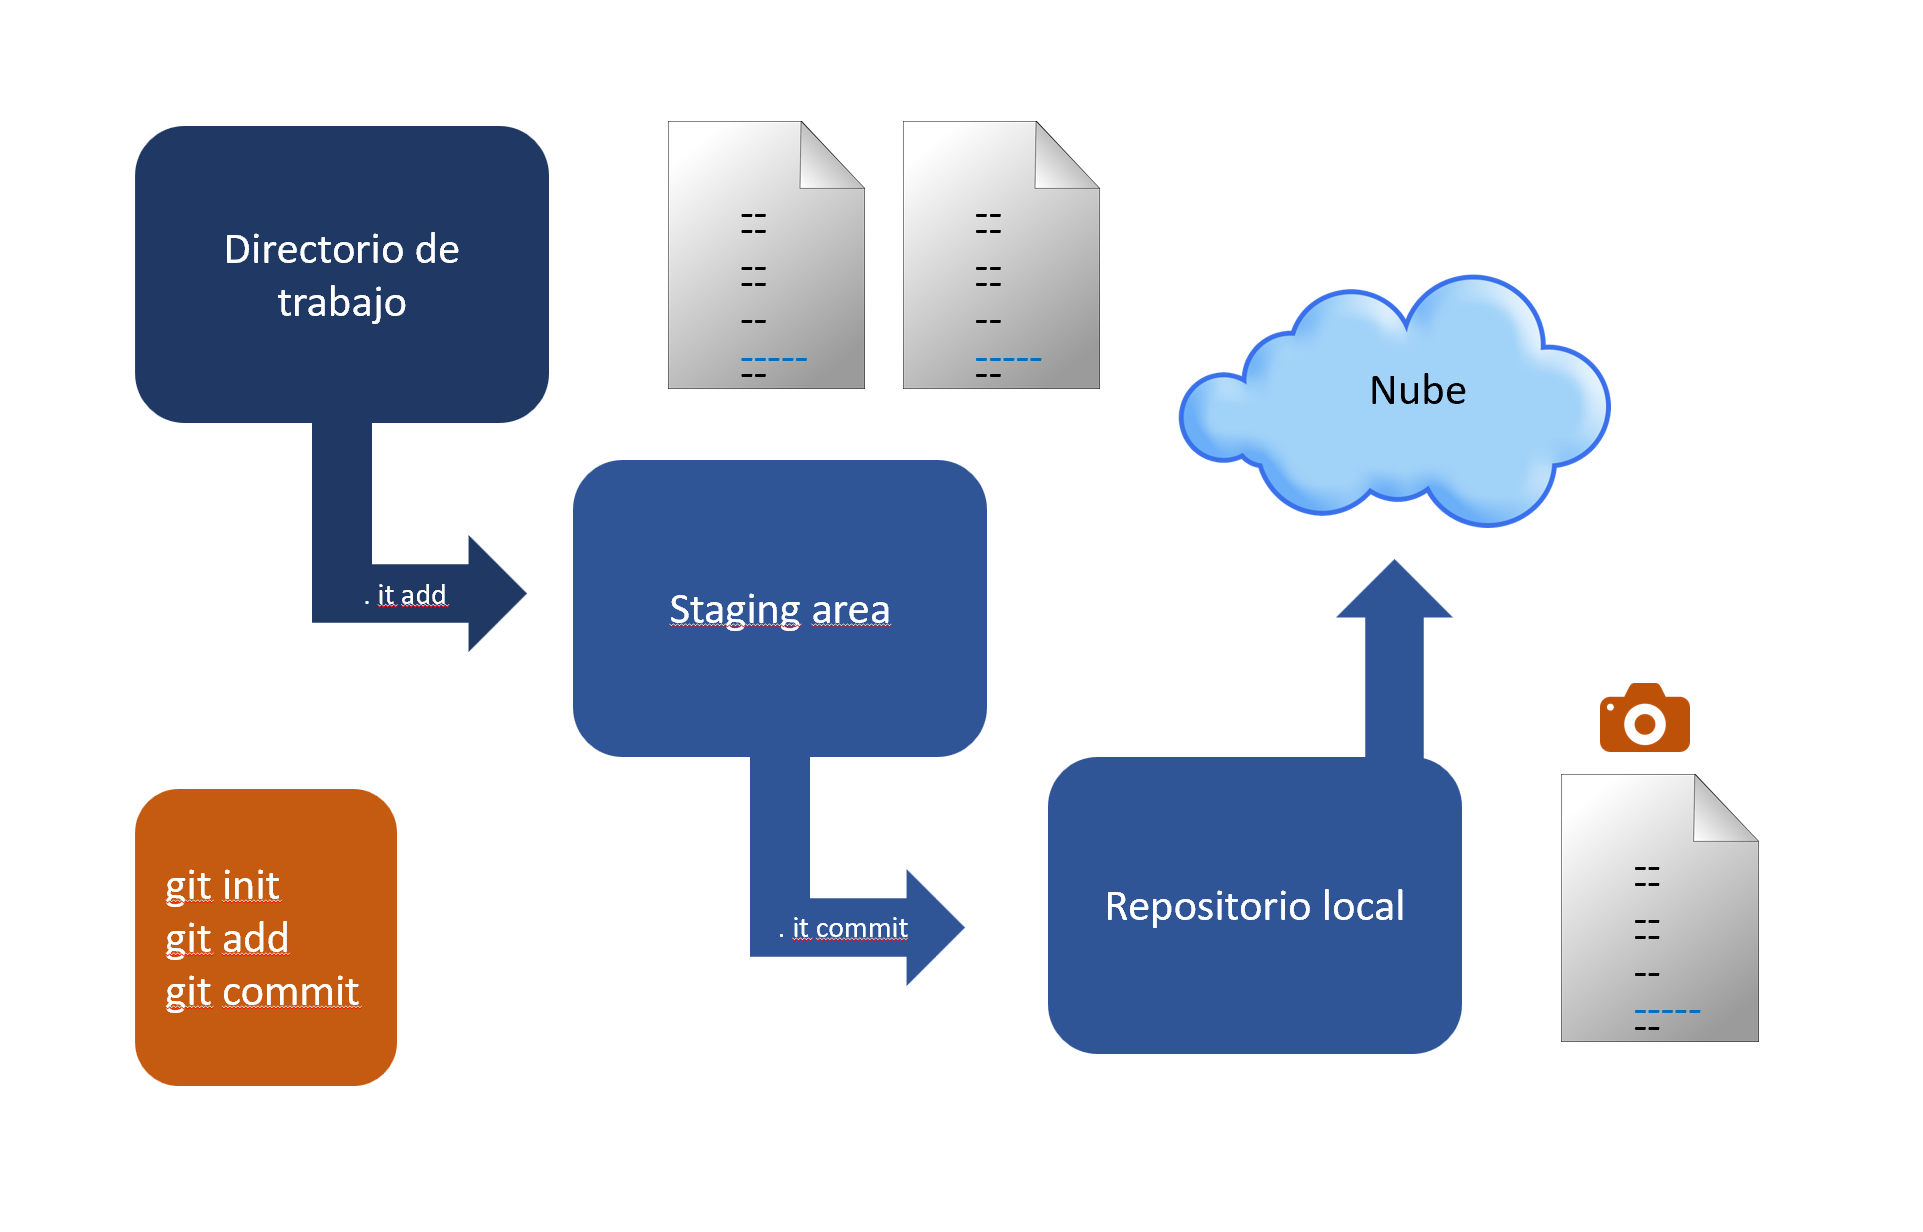 Directorio de
trabajo
--
--
--
--
--
-----
--
--
--
--
--
--
-----
--
Nube
. it add
Staging area
git init
git add
git commit
. it commit
Repositorio local
--
--
--
--
--
-----
--